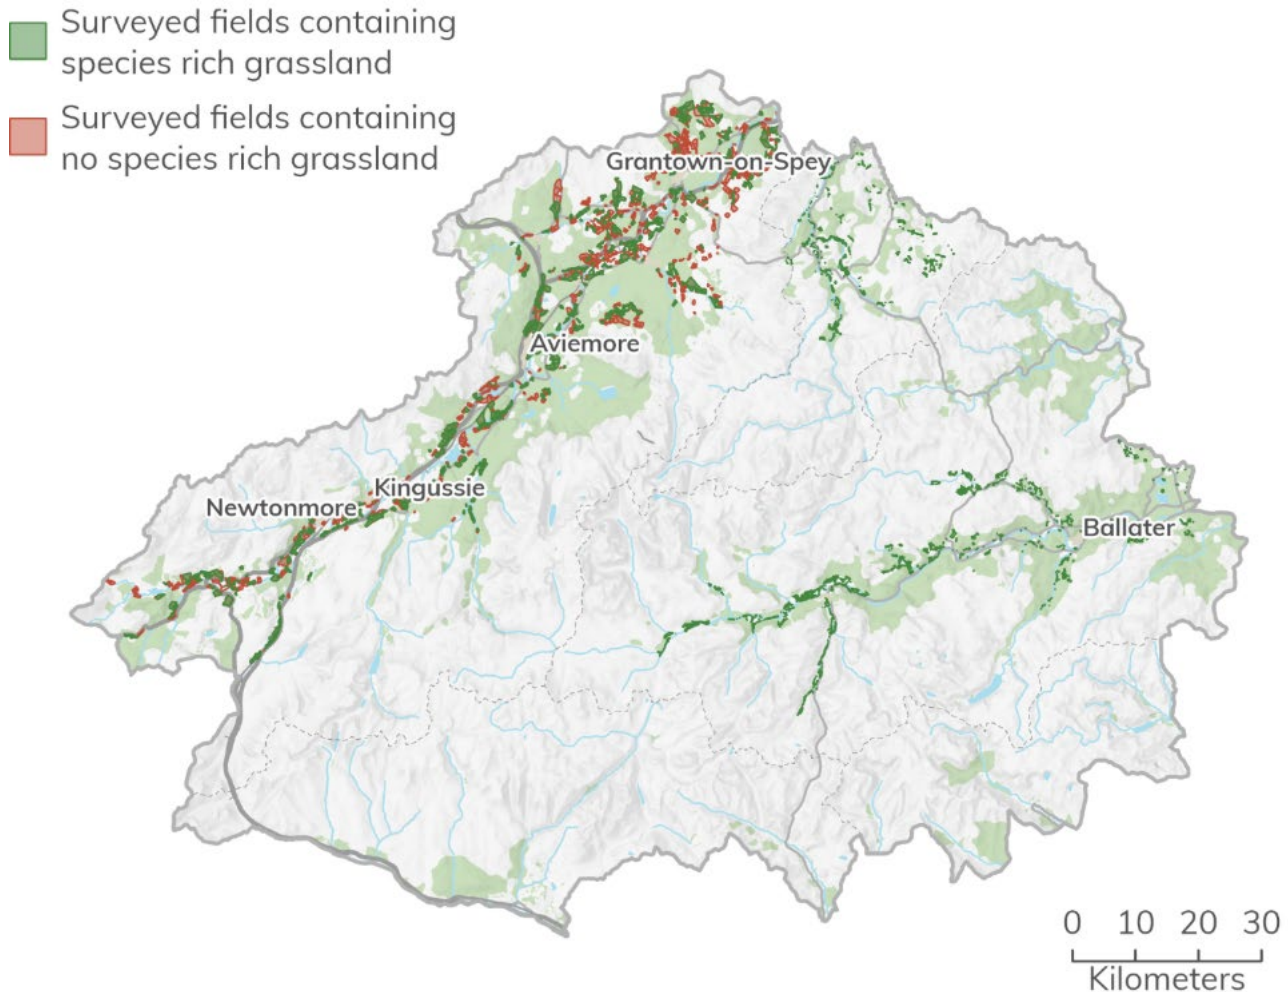 Surveyed fields containing
species rich grassland
Surveyed fields containing
no species rich grassland
Grantown-on-Spey
Aviemore
Kingussie
Newtonmore
Ballater
0 10 20 30
Kilometers